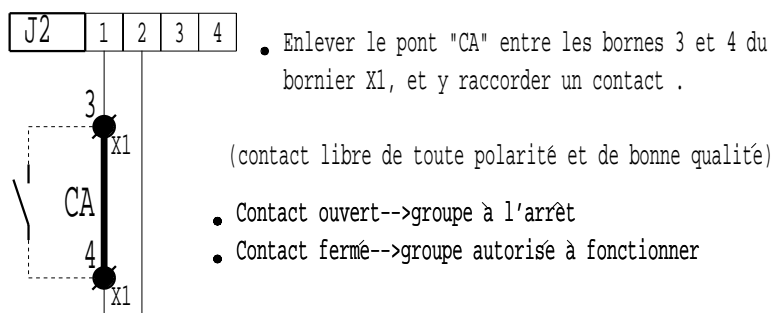 J2 1 2 3 4
• Enlever le pont "CA" entre les bornes 3 et 4 du
bornier X1, et y raccorder un contact .
3
X1
(contact libre de toute polarité et de bonne qualité)
CA
• Contact ouvert-->groupe à l'arrêt
• Contact fermé-->groupe autorisé à fonctionner
4
X1